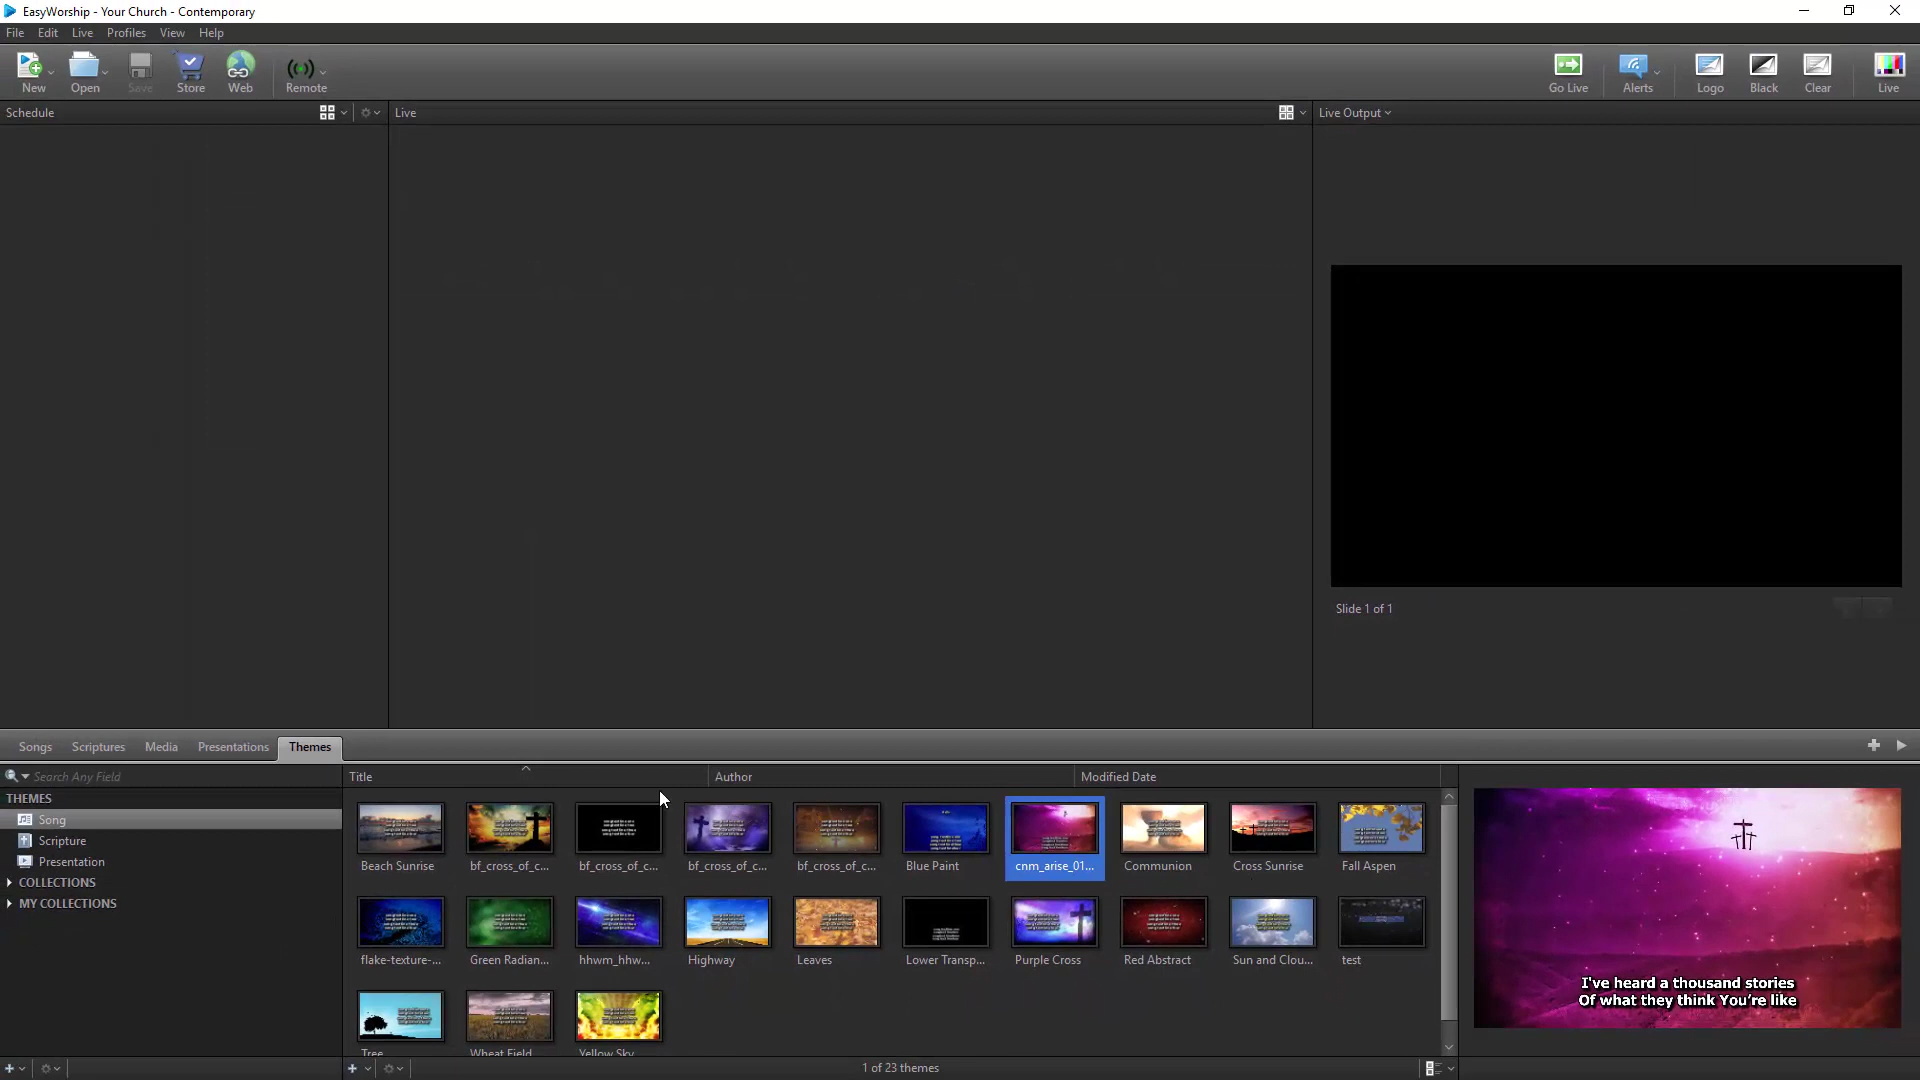 EasyWorship - Your Church - Contemporary
File Edit Live Profiles View Help
New Open Save Store Web Remote Go Live Alerts Logo Black Clear Live
Schedule Live Live Output
Slide 1 of 1
Songs Scriptures Media Presentations Themes
Search Any Field Title Author Modified Date
THEMES
Song
Scripture
Presentation
COLLECTIONS
MY COLLECTIONS
Beach Sunrise bf_cross_of_c... bf_cross_of_c... bf_cross_of_c... bf_cross_of_c... Blue Paint cnm_arise_01... Communion Cross Sunrise Fall Aspen
flake-texture-... Green Radian... hhwm_hhw... Highway Leaves Lower Transp... Purple Cross Red Abstract Sun and Clou... test
Tree Wheat Field Yellow Sky
I've heard a thousand stories
Of what they think You're like
1 of 23 themes